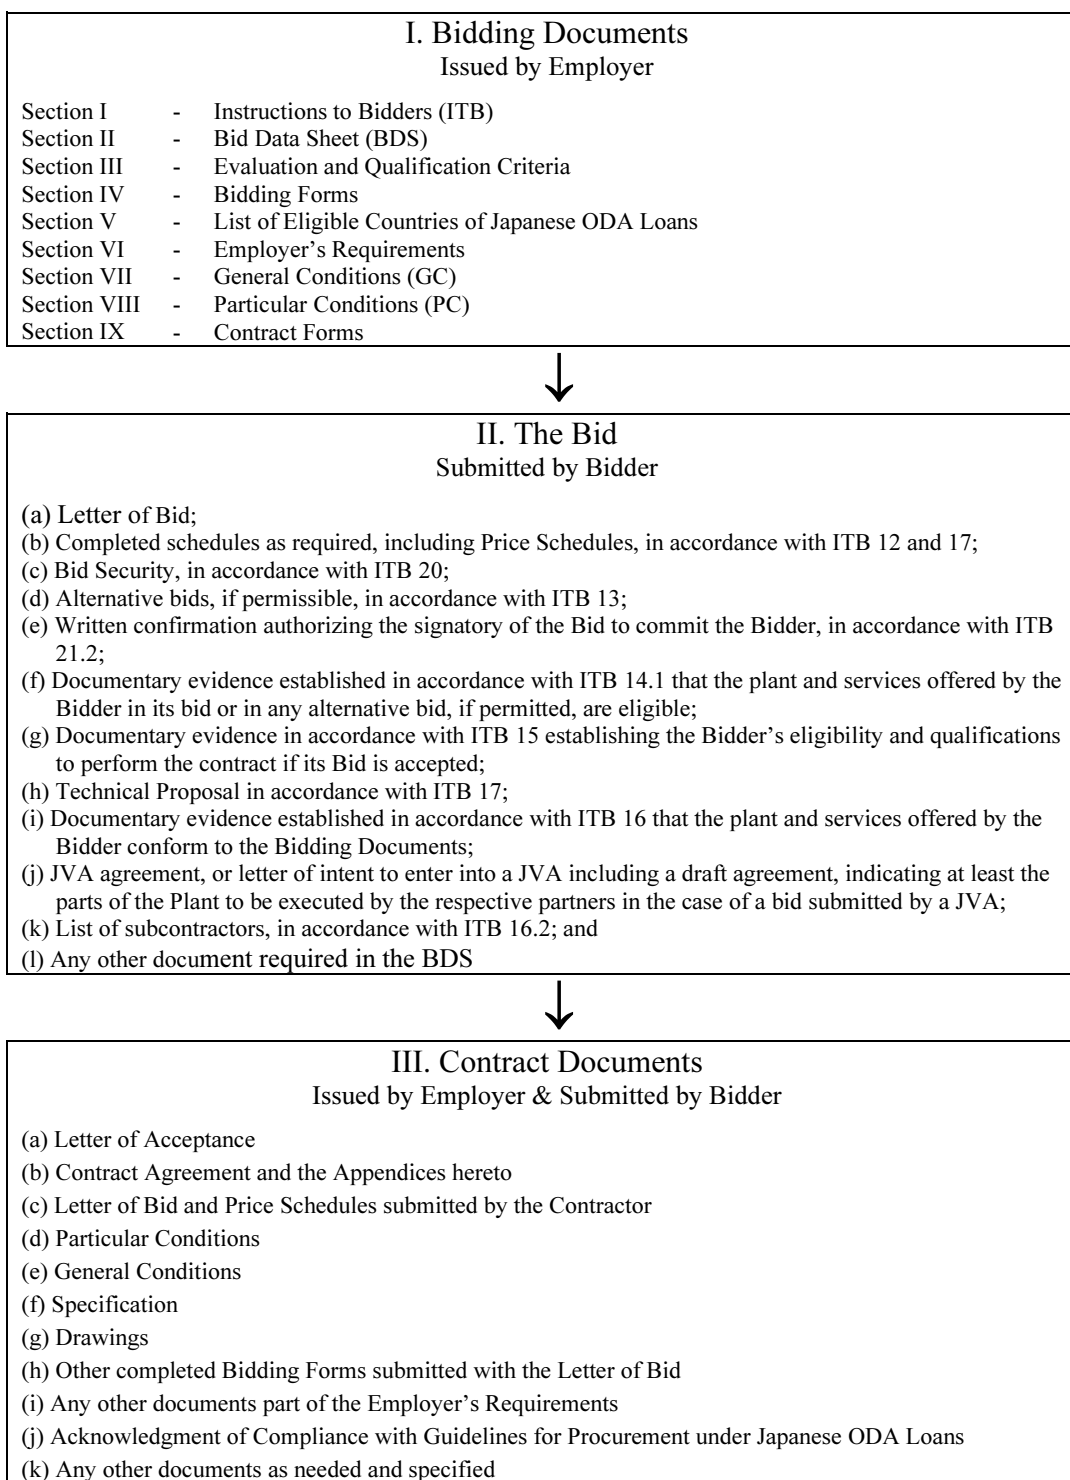 I. Bidding Documents
Issued by Employer
Section I - Instructions to Bidders (ITB)
Section II - Bid Data Sheet (BDS)
Section III - Evaluation and Qualification Criteria
Section IV - Bidding Forms
Section V - List of Eligible Countries of Japanese ODA Loans
Section VI - Employer’s Requirements
Section VII - General Conditions (GC)
Section VIII - Particular Conditions (PC)
Section IX - Contract Forms
II. The Bid
Submitted by Bidder
(a) Letter of Bid;
(b) Completed schedules as required, including Price Schedules, in accordance with ITB 12 and 17;
(c) Bid Security, in accordance with ITB 20;
(d) Alternative bids, if permissible, in accordance with ITB 13;
(e) Written confirmation authorizing the signatory of the Bid to commit the Bidder, in accordance with ITB
21.2;
(f) Documentary evidence established in accordance with ITB 14.1 that the plant and services offered by the
Bidder in its bid or in any alternative bid, if permitted, are eligible;
(g) Documentary evidence in accordance with ITB 15 establishing the Bidder’s eligibility and qualifications
to perform the contract if its Bid is accepted;
(h) Technical Proposal in accordance with ITB 17;
(i) Documentary evidence established in accordance with ITB 16 that the plant and services offered by the
Bidder conform to the Bidding Documents;
(j) JVA agreement, or letter of intent to enter into a JVA including a draft agreement, indicating at least the
parts of the Plant to be executed by the respective partners in the case of a bid submitted by a JVA;
(k) List of subcontractors, in accordance with ITB 16.2; and
(l) Any other document required in the BDS
III. Contract Documents
Issued by Employer & Submitted by Bidder
(a) Letter of Acceptance
(b) Contract Agreement and the Appendices hereto
(c) Letter of Bid and Price Schedules submitted by the Contractor
(d) Particular Conditions
(e) General Conditions
(f) Specification
(g) Drawings
(h) Other completed Bidding Forms submitted with the Letter of Bid
(i) Any other documents part of the Employer’s Requirements
(j) Acknowledgment of Compliance with Guidelines for Procurement under Japanese ODA Loans
(k) Any other documents as needed and specified